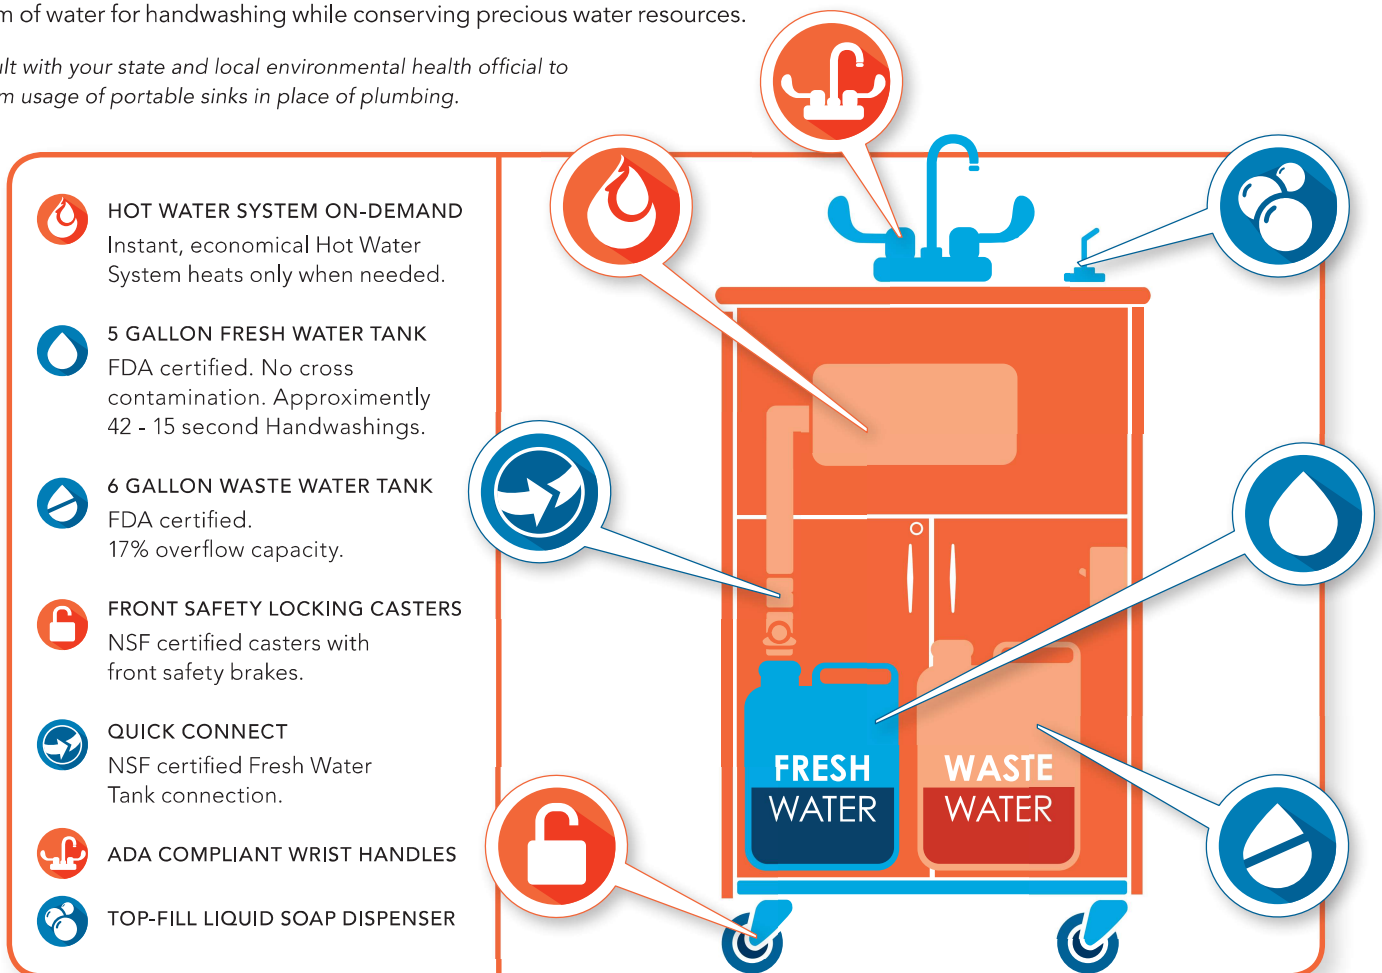 of water for handwashing while conserving precious water resources.
with your state and local environmental health official to
usage of portable sinks in place of plumbing.
HOT WATER SYSTEM ON-DEMAND
Instant, economical Hot Water
System heats only when needed.
5 GALLON FRESH WATER TANK
FDA certified. No cross
contamination. Approximently
42 - 15 second Handwashings.
6 GALLON WASTE WATER TANK
FDA certified.
17% overflow capacity.
FRONT SAFETY LOCKING CASTERS
NSF certified casters with
front safety brakes.
QUICK CONNECT
NSF certified Fresh Water
Tank connection.
ADA COMPLIANT WRIST HANDLES
TOP-FILL LIQUID SOAP DISPENSER
FRESH
WATER
WASTE
WATER